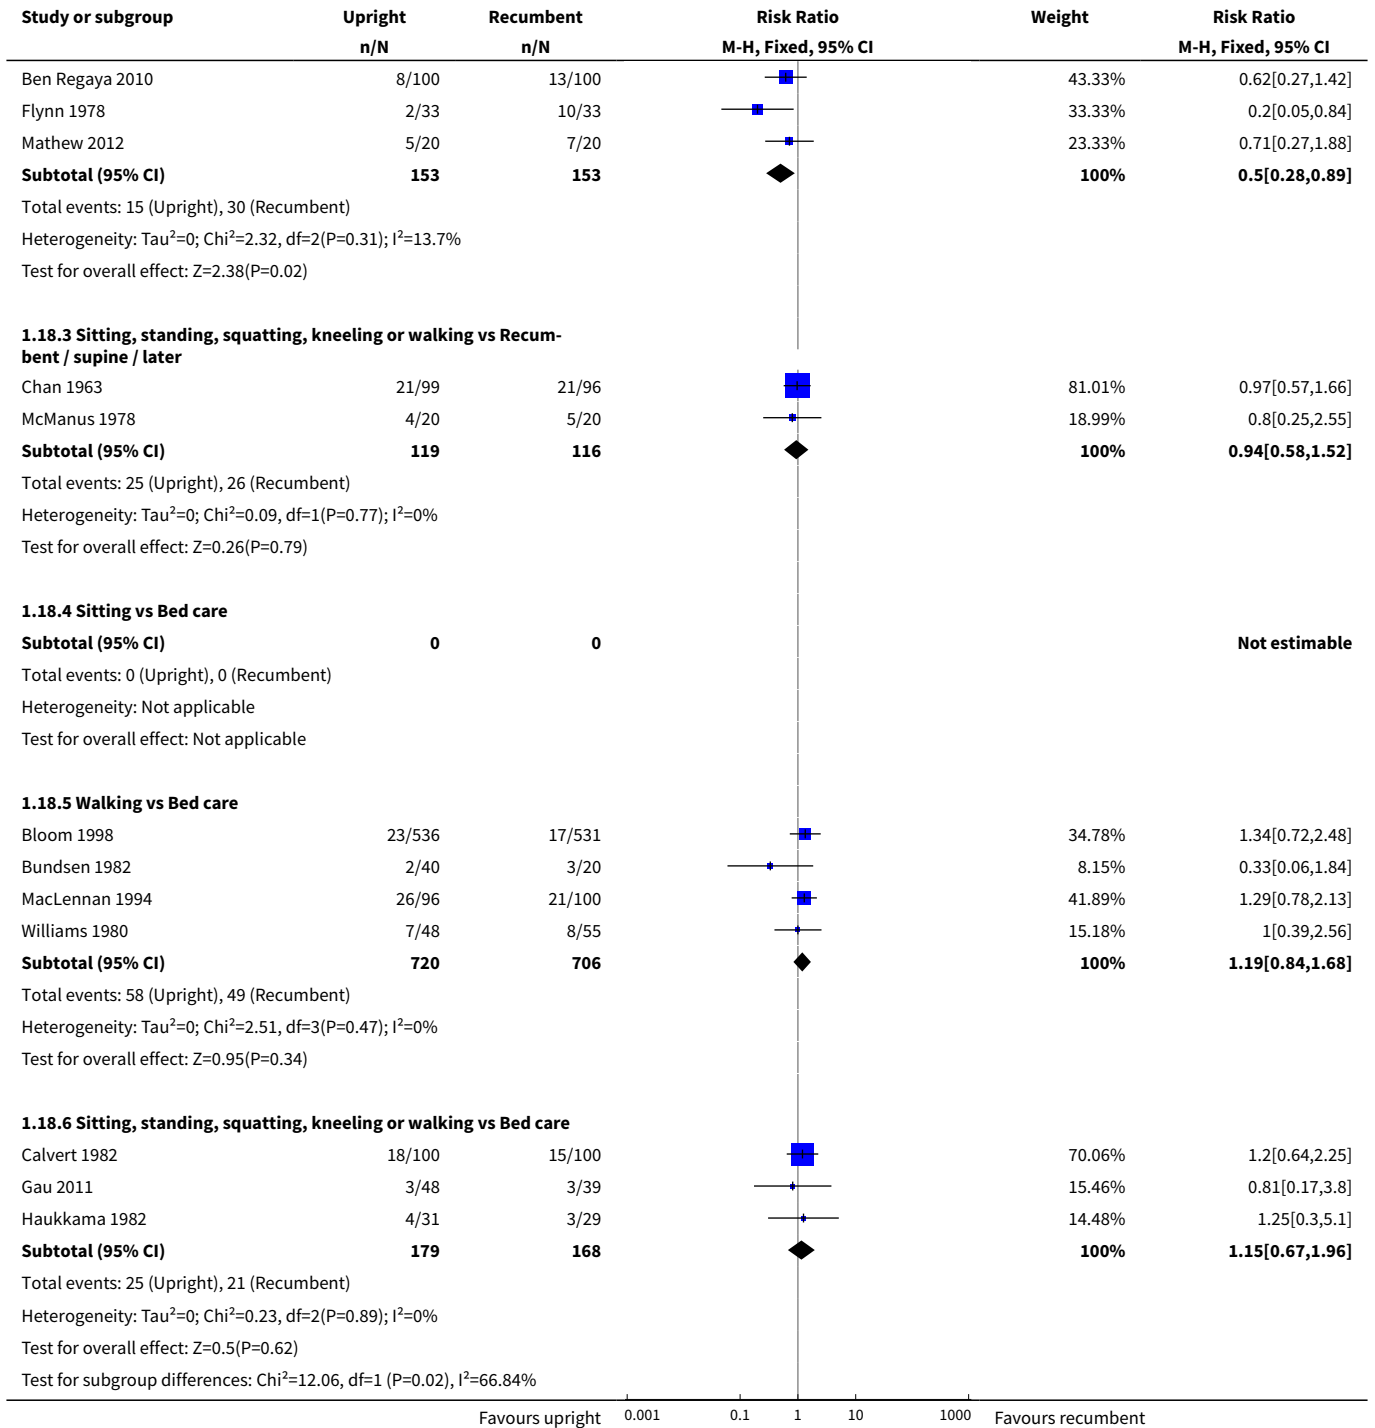 Study or subgroup Upright Recumbent Risk Ratio Weight Risk Ratio
n/N n/N M-H, Fixed, 95% CI M-H, Fixed, 95% CI
Ben Regaya 2010 8/100 13/100 43.33% 0.62[0.27,1.42]
Flynn 1978 2/33 10/33 33.33% 0.2[0.05,0.84]
Mathew 2012 5/20 7/20 23.33% 0.71[0.27,1.88]
Subtotal (95% CI) 153 153 100% 0.5[0.28,0.89]
Total events: 15 (Upright), 30 (Recumbent)
Heterogeneity: Tau²=0; Chi²=2.32, df=2(P=0.31); I²=13.7%
Test for overall effect: Z=2.38(P=0.02)
1.18.3 Sitting, standing, squatting, kneeling or walking vs Recum-
bent / supine / later
Chan 1963 21/99 21/96 81.01% 0.97[0.57,1.66]
McManus 1978 4/20 5/20 18.99% 0.8[0.25,2.55]
Subtotal (95% CI) 119 116 100% 0.94[0.58,1.52]
Total events: 25 (Upright), 26 (Recumbent)
Heterogeneity: Tau²=0; Chi²=0.09, df=1(P=0.77); I²=0%
Test for overall effect: Z=0.26(P=0.79)
1.18.4 Sitting vs Bed care
Subtotal (95% CI) 0 0 Not estimable
Total events: 0 (Upright), 0 (Recumbent)
Heterogeneity: Not applicable
Test for overall effect: Not applicable
1.18.5 Walking vs Bed care
Bloom 1998 23/536 17/531 34.78% 1.34[0.72,2.48]
Bundsen 1982 2/40 3/20 8.15% 0.33[0.06,1.84]
MacLennan 1994 26/96 21/100 41.89% 1.29[0.78,2.13]
Williams 1980 7/48 8/55 15.18% 1[0.39,2.56]
Subtotal (95% CI) 720 706 100% 1.19[0.84,1.68]
Total events: 58 (Upright), 49 (Recumbent)
Heterogeneity: Tau²=0; Chi²=2.51, df=3(P=0.47); I²=0%
Test for overall effect: Z=0.95(P=0.34)
1.18.6 Sitting, standing, squatting, kneeling or walking vs Bed care
Calvert 1982 18/100 15/100 70.06% 1.2[0.64,2.25]
Gau 2011 3/48 3/39 15.46% 0.81[0.17,3.8]
Haukkama 1982 4/31 3/29 14.48% 1.25[0.3,5.1]
Subtotal (95% CI) 179 168 100% 1.15[0.67,1.96]
Total events: 25 (Upright), 21 (Recumbent)
Heterogeneity: Tau²=0; Chi²=0.23, df=2(P=0.89); I²=0%
Test for overall effect: Z=0.5(P=0.62)
Test for subgroup differences: Chi²=12.06, df=1 (P=0.02), I²=66.84%
Favours upright 0.001 0.1 1 10 1000 Favours recumbent